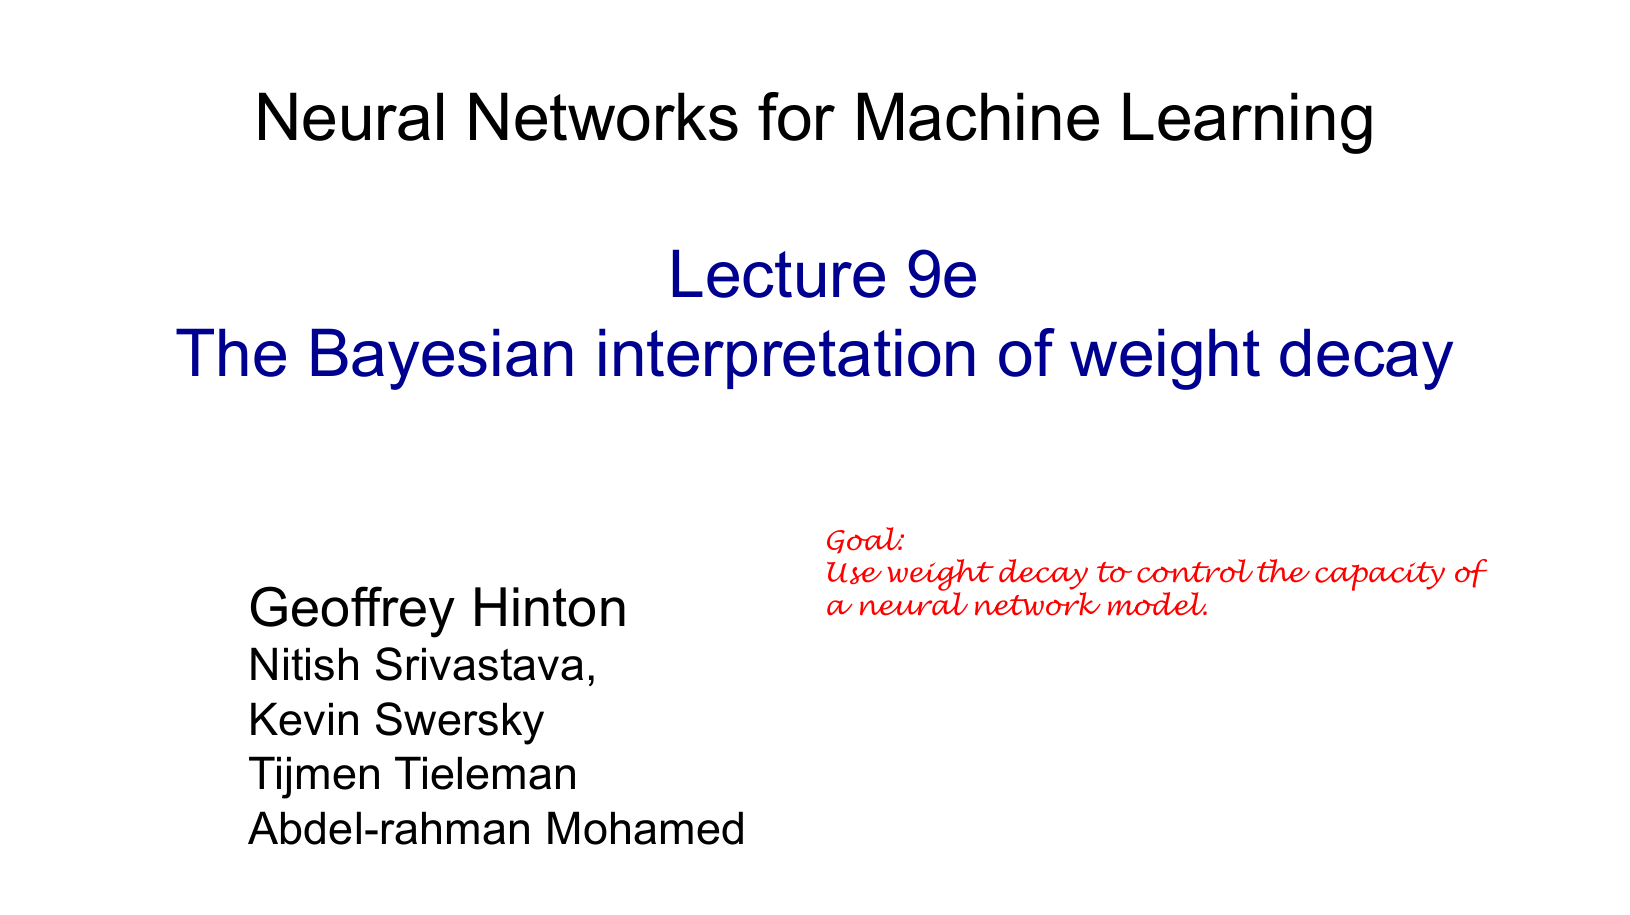 Neural Networks for Machine Learning
Lecture 9e
The Bayesian interpretation of weight decay
Goal:
Use weight decay to control the capacity of
a neural network model.
Geoffrey Hinton
Nitish Srivastava,
Kevin Swersky
Tijmen Tieleman
Abdel-rahman Mohamed